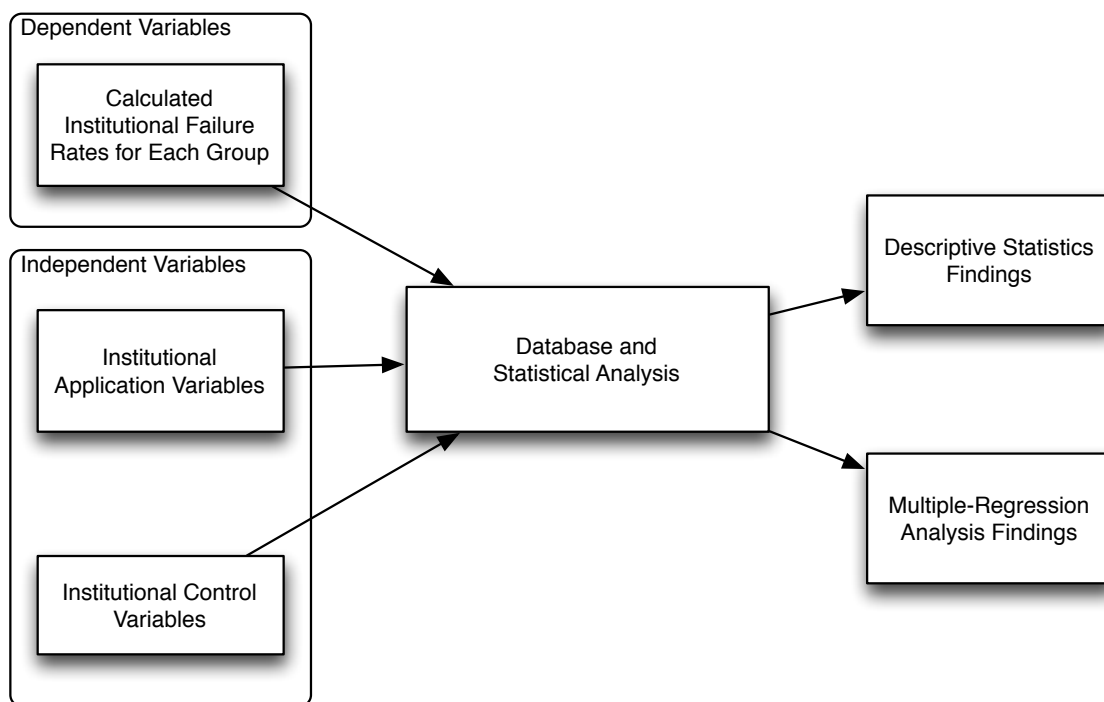 Dependent Variables
Calculated
Institutional Failure
Rates for Each Group
Independent Variables
Institutional
Application Variables
Institutional Control
Variables
Database and
Statistical Analysis
Descriptive Statistics
Findings
Multiple-Regression
Analysis Findings